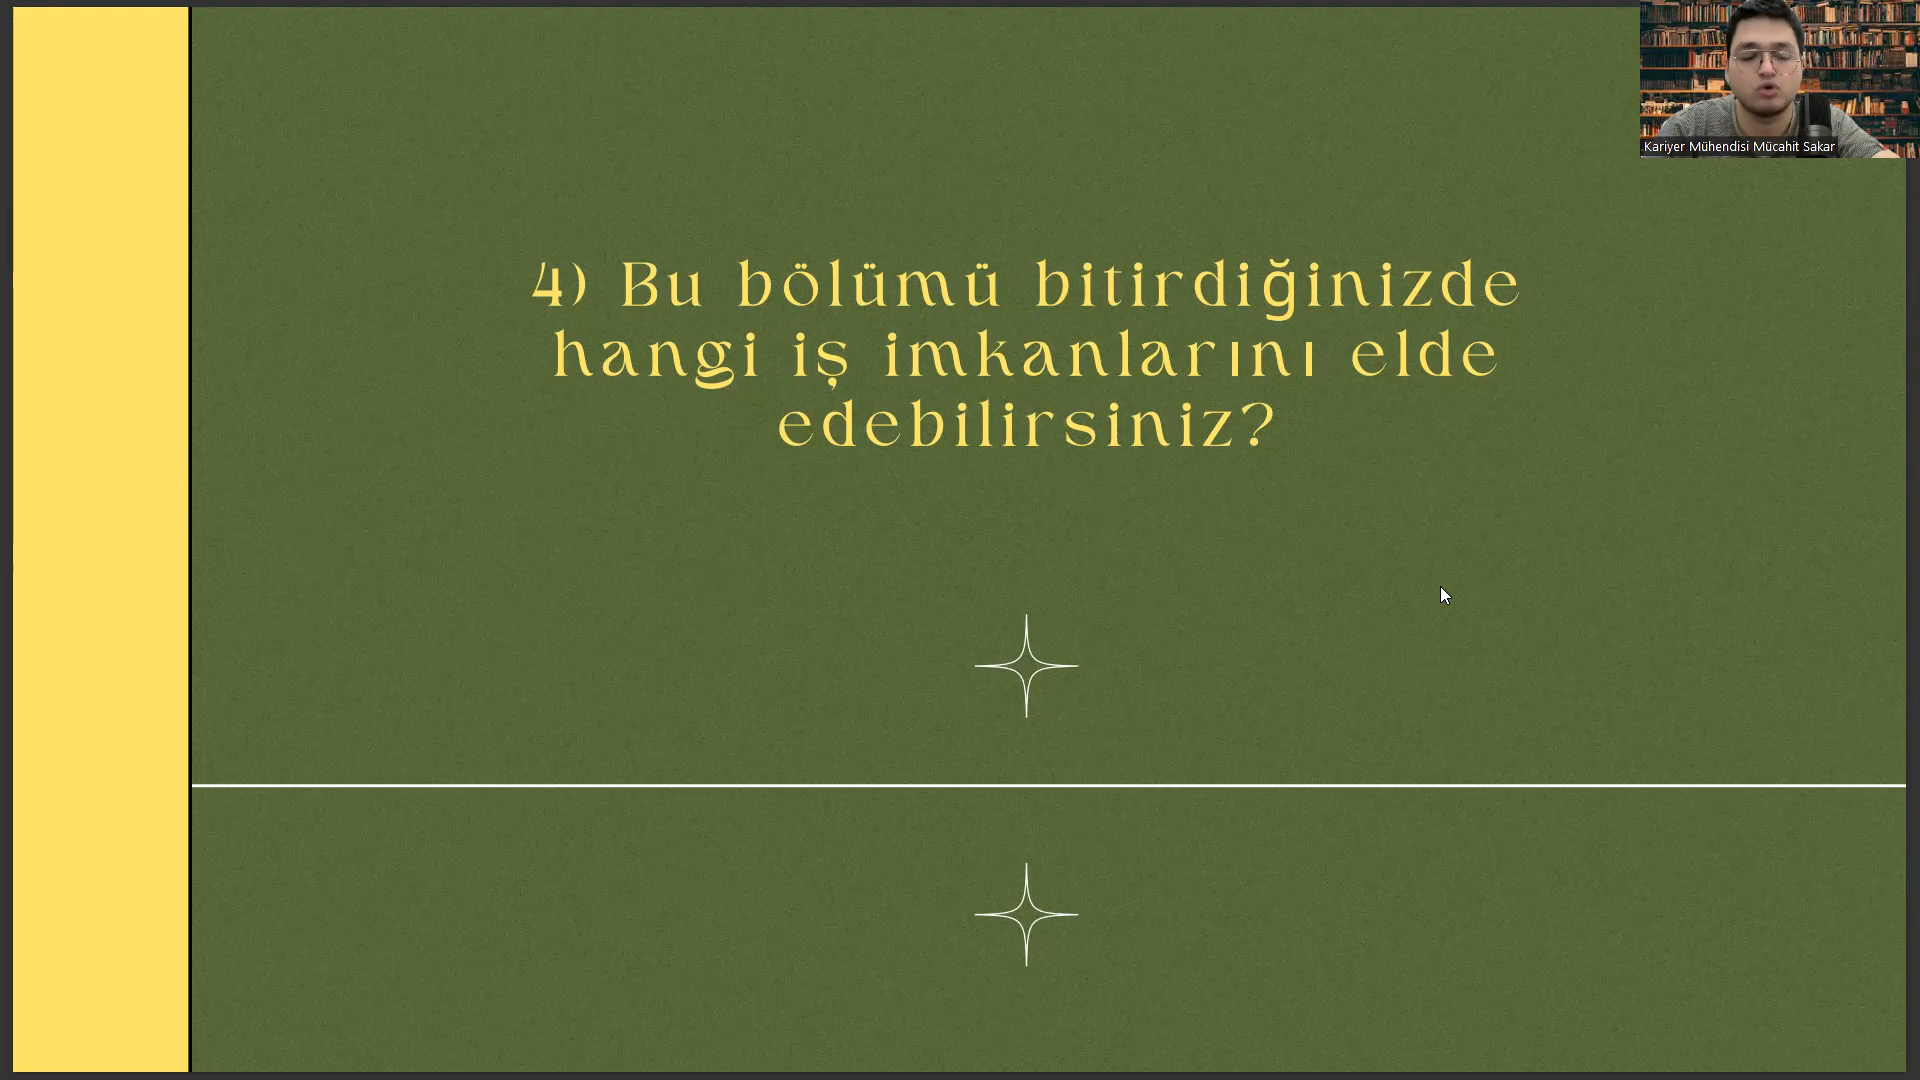 Kariyer Mühendisi Mücahit Sakar
4) Bu bölümü bitirdiğinizde
hangi iş imkanlarını elde
edebilirsiniz?